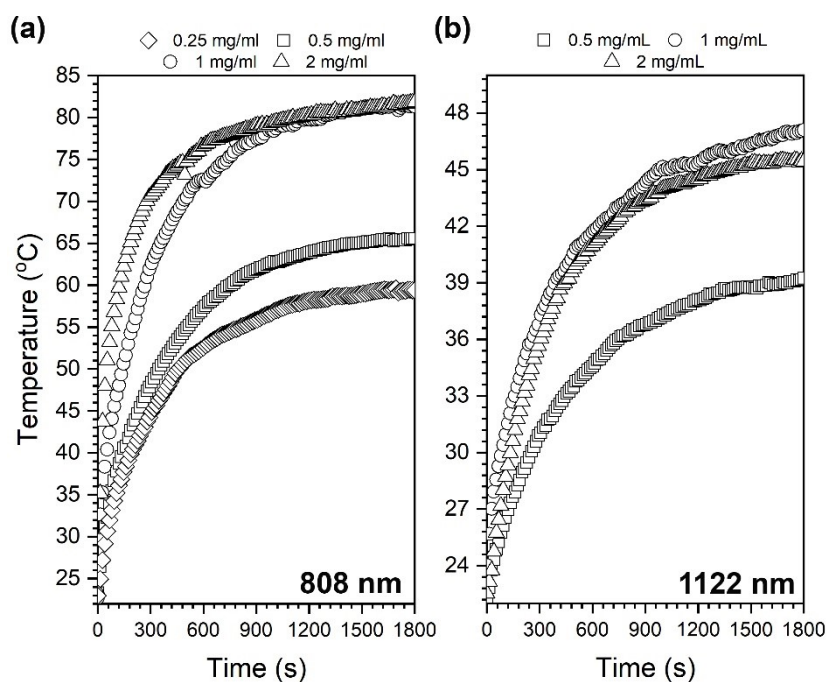 (a)
0.25 mg/ml 0.5 mg/ml
1 mg/ml 2 mg/ml
85
80
75
70
65
60
55
50
45
40
35
30
25
Temperature (°C)
808 nm
0 300 600 900 1200 1500 1800
Time (s)
(b)
0.5 mg/mL 1 mg/mL
2 mg/mL
48
45
42
39
36
33
30
27
24
1122 nm
0 300 600 900 1200 1500 1800
Time (s)